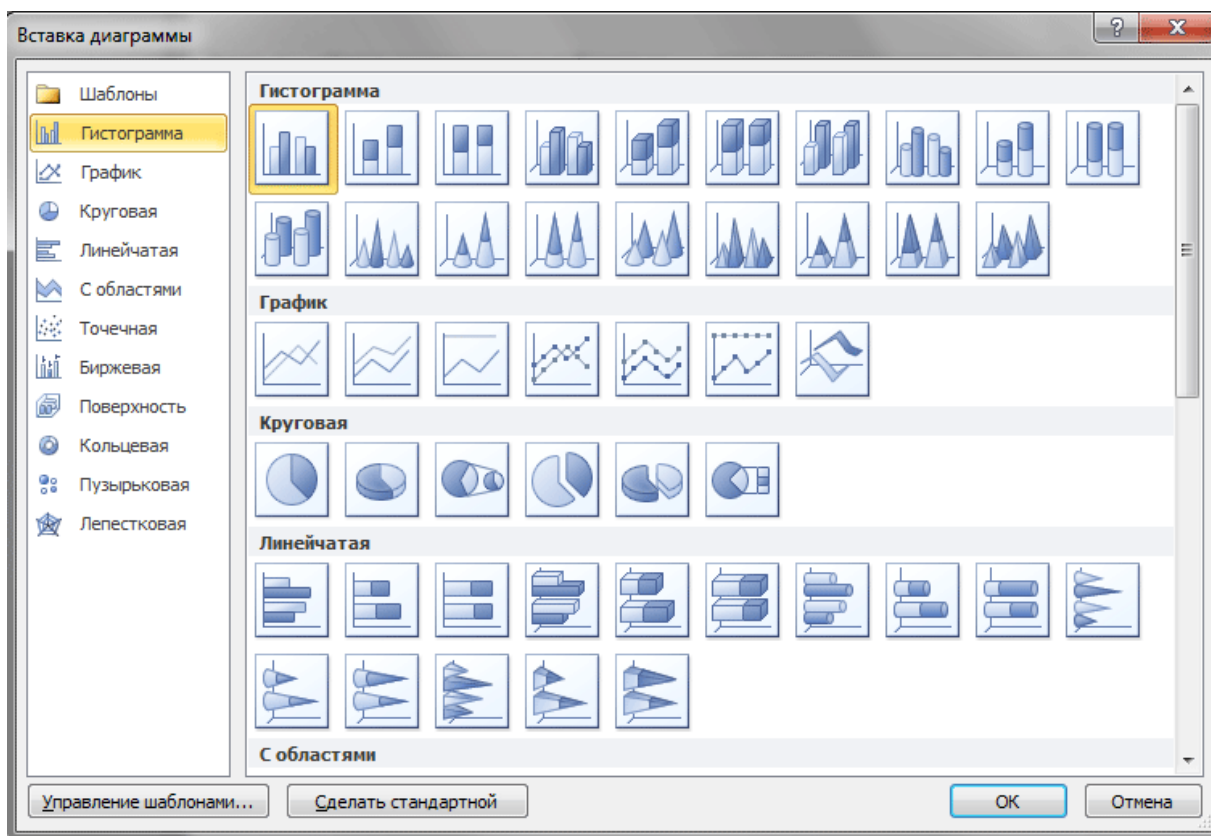 Вставка диаграммы
Шаблоны
Гистограмма
График
Круговая
Линейчатая
С областями
Точечная
Биржевая
Поверхность
Кольцевая
Пузырьковая
Лепестковая
Гистограмма
График
Круговая
Линейчатая
С областями
Управление шаблонами...
Сделать стандартной
ОК
Отмена